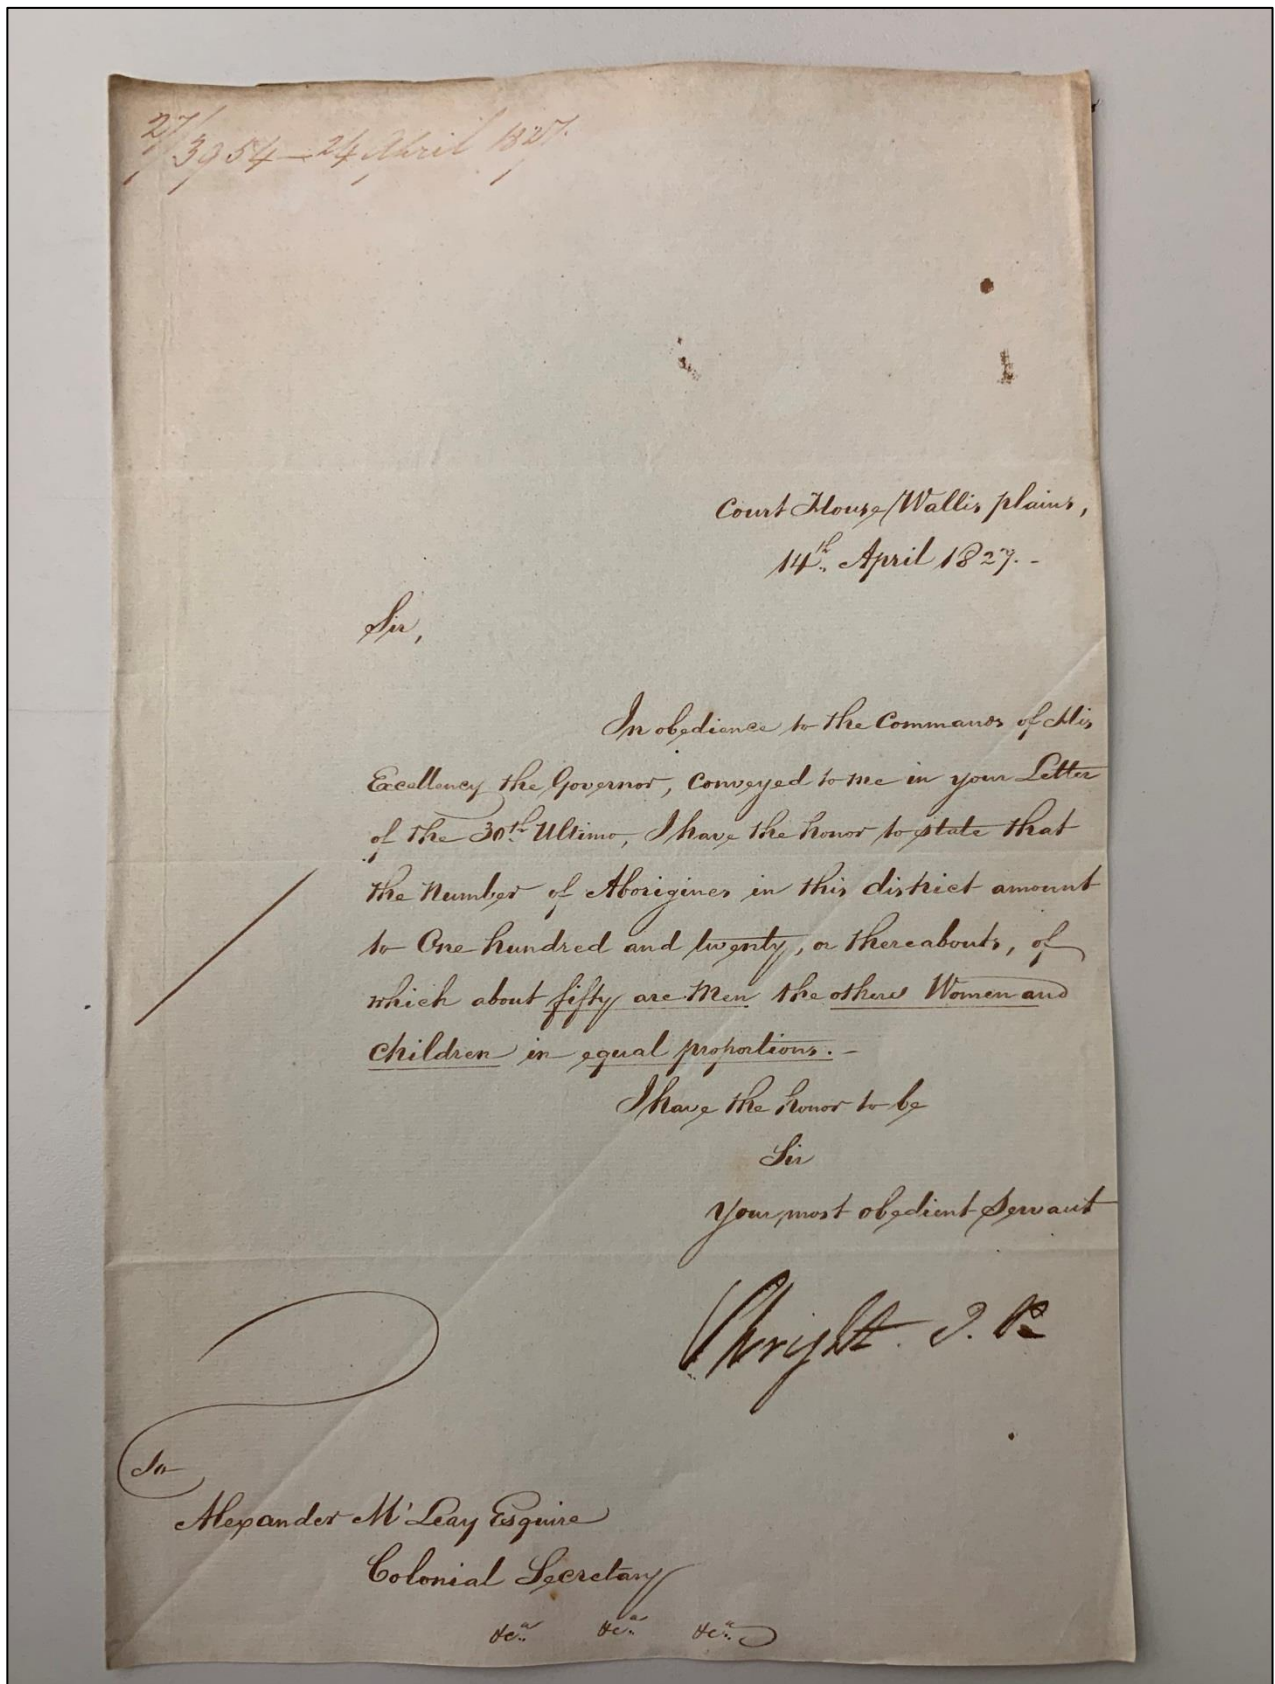 27/3954 — 24 April 1827.
Court House, Wallis plains,
14th. April 1827. -
Sir,
In obedience to the Commands of His
Excellency the Governor, conveyed to me in your Letter
of the 30th. Ultimo, I have the honor to state that
the Number of Aborigines in this district amount
to One hundred and twenty, or thereabouts, of
which about fifty are Men the others Women and
children in equal proportions. -
I have the honor to be
Sir
your most obedient Servant
Wright. J. P.
To
Alexander M'Leay Esquire
Colonial Secretary
&ca. &ca. &ca.